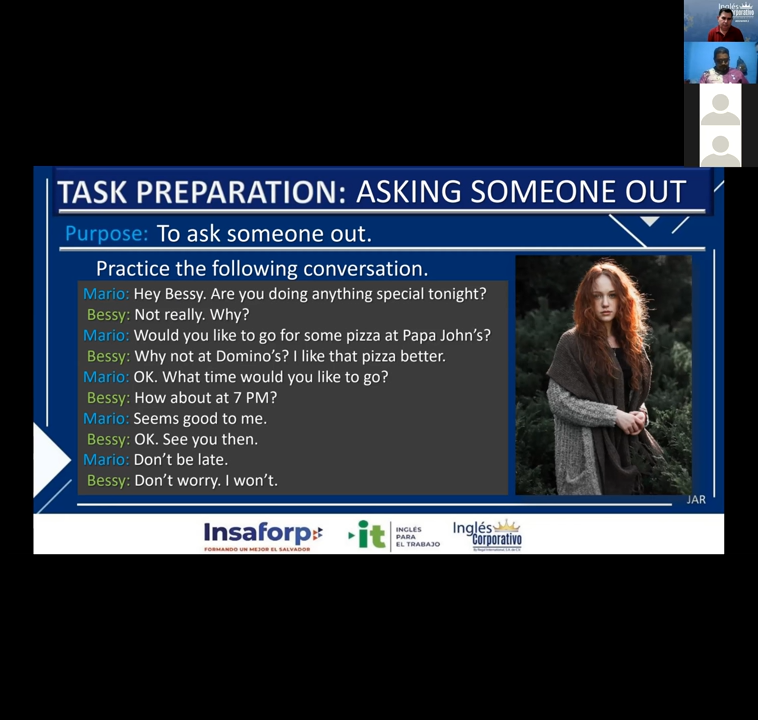 Inglés
Corporativo
TASK PREPARATION: ASKING SOMEONE OUT
Purpose: To ask someone out.
Practice the following conversation.
Mario: Hey Bessy. Are you doing anything special tonight?
Bessy: Not really. Why?
Mario: Would you like to go for some pizza at Papa John's?
Bessy: Why not at Domino's? I like that pizza better.
Mario: OK. What time would you like to go?
Bessy: How about at 7 PM?
Mario: Seems good to me.
Bessy: OK. See you then.
Mario: Don't be late.
Bessy: Don't worry. I won't.
JAR
Insaforp
FORMANDO UN MEJOR EL SALVADOR
it
INGLÉS
PARA
EL TRABAJO
Inglés
Corporativo